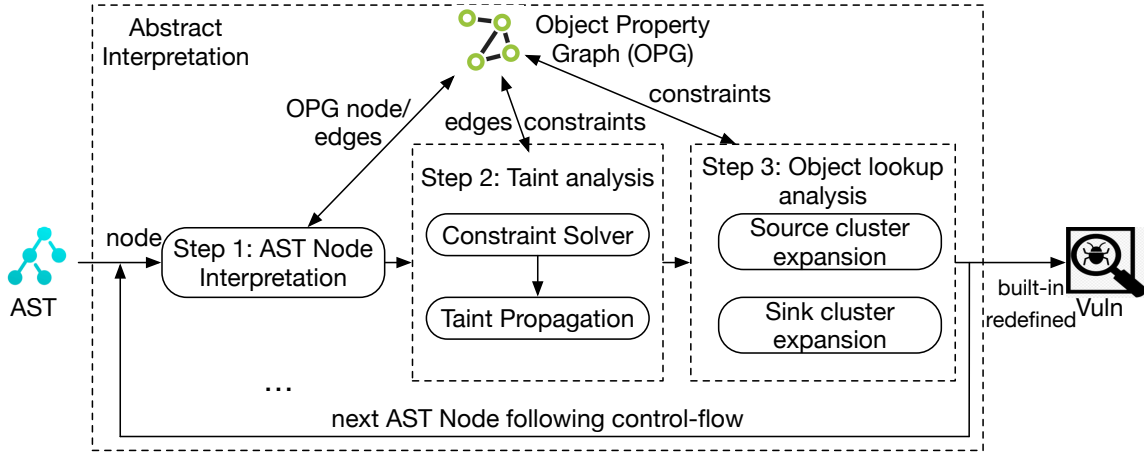 Abstract
Interpretation
Object Property
Graph (OPG)
OPG node/
edges
edges
constraints
constraints
AST
node
Step 1: AST Node
Interpretation
Step 2: Taint analysis
Constraint Solver
Taint Propagation
Step 3: Object lookup
analysis
Source cluster
expansion
Sink cluster
expansion
built-in
redefined
Vuln
...
next AST Node following control-flow